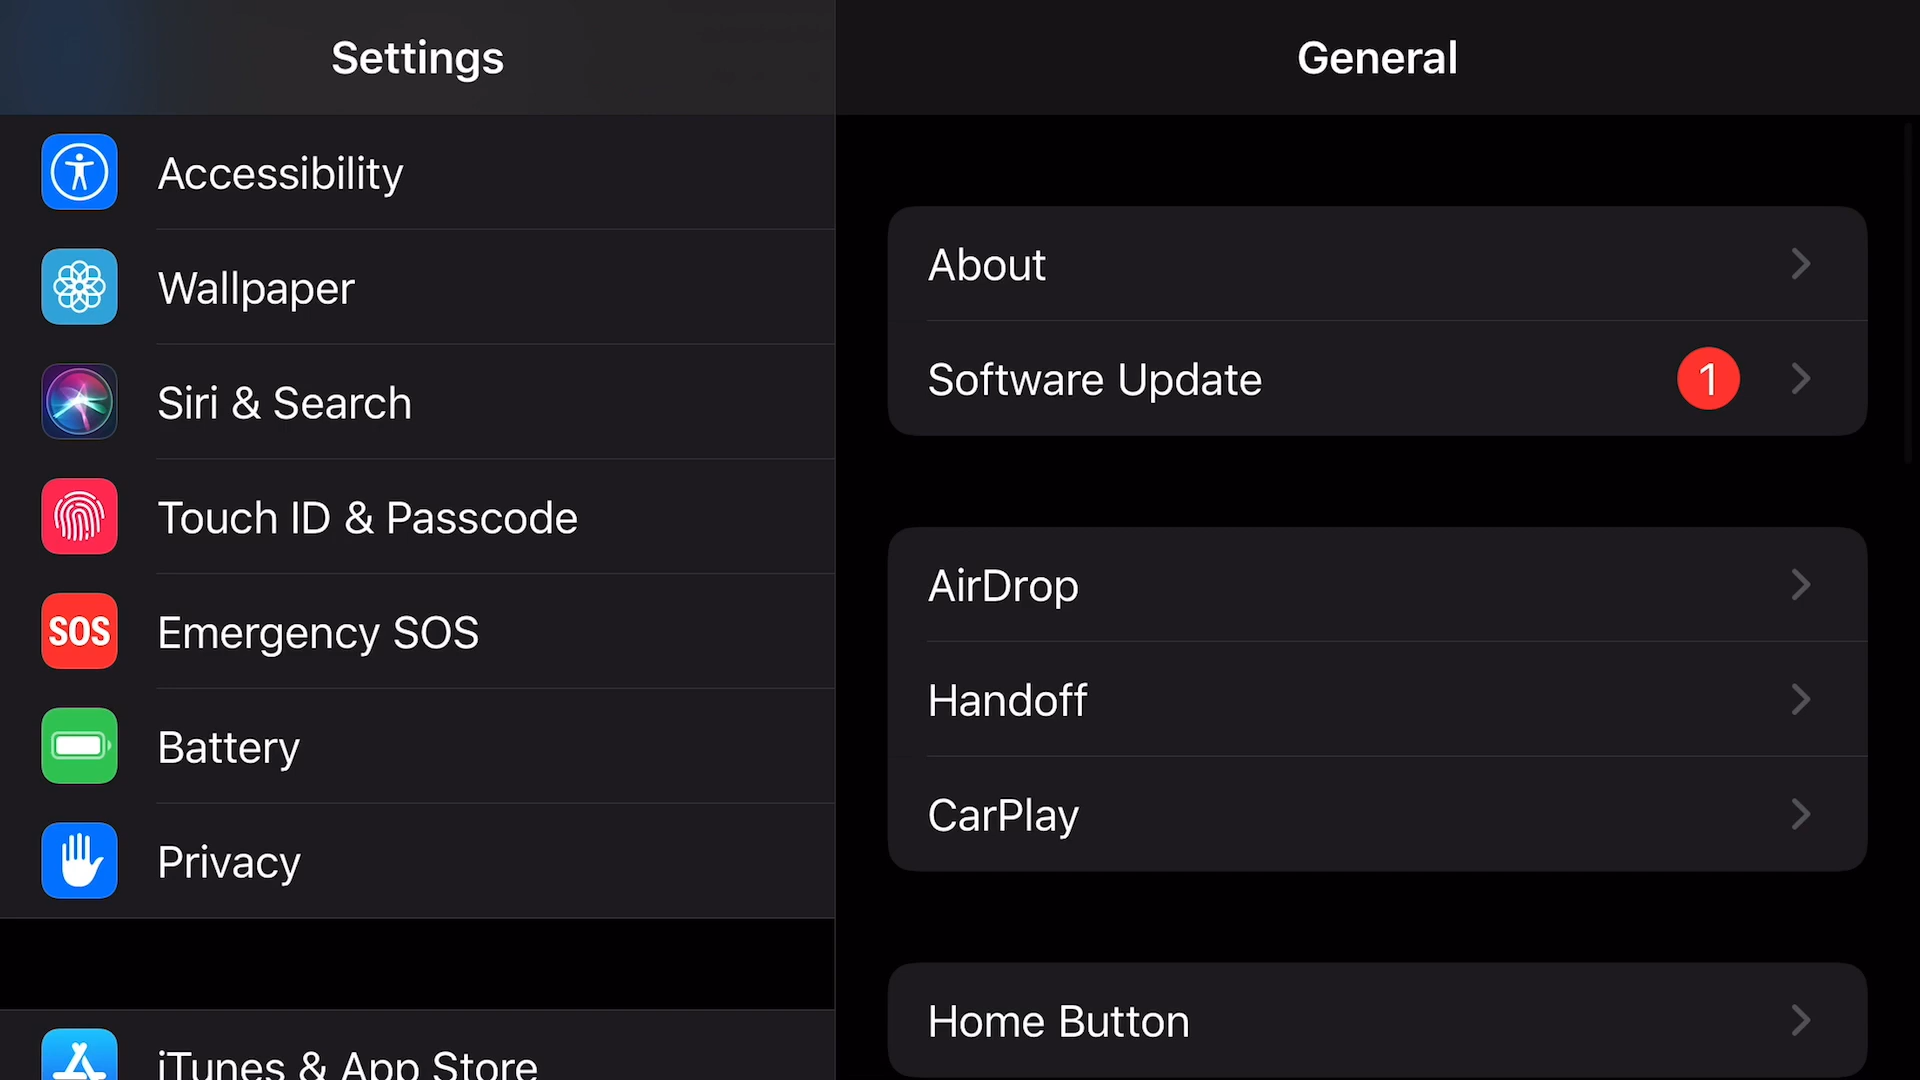 Settings
Accessibility
Wallpaper
Siri & Search
Touch ID & Passcode
SOS
Emergency SOS
Battery
Privacy
iTunes & App Store
General
About
Software Update
1
AirDrop
Handoff
CarPlay
Home Button